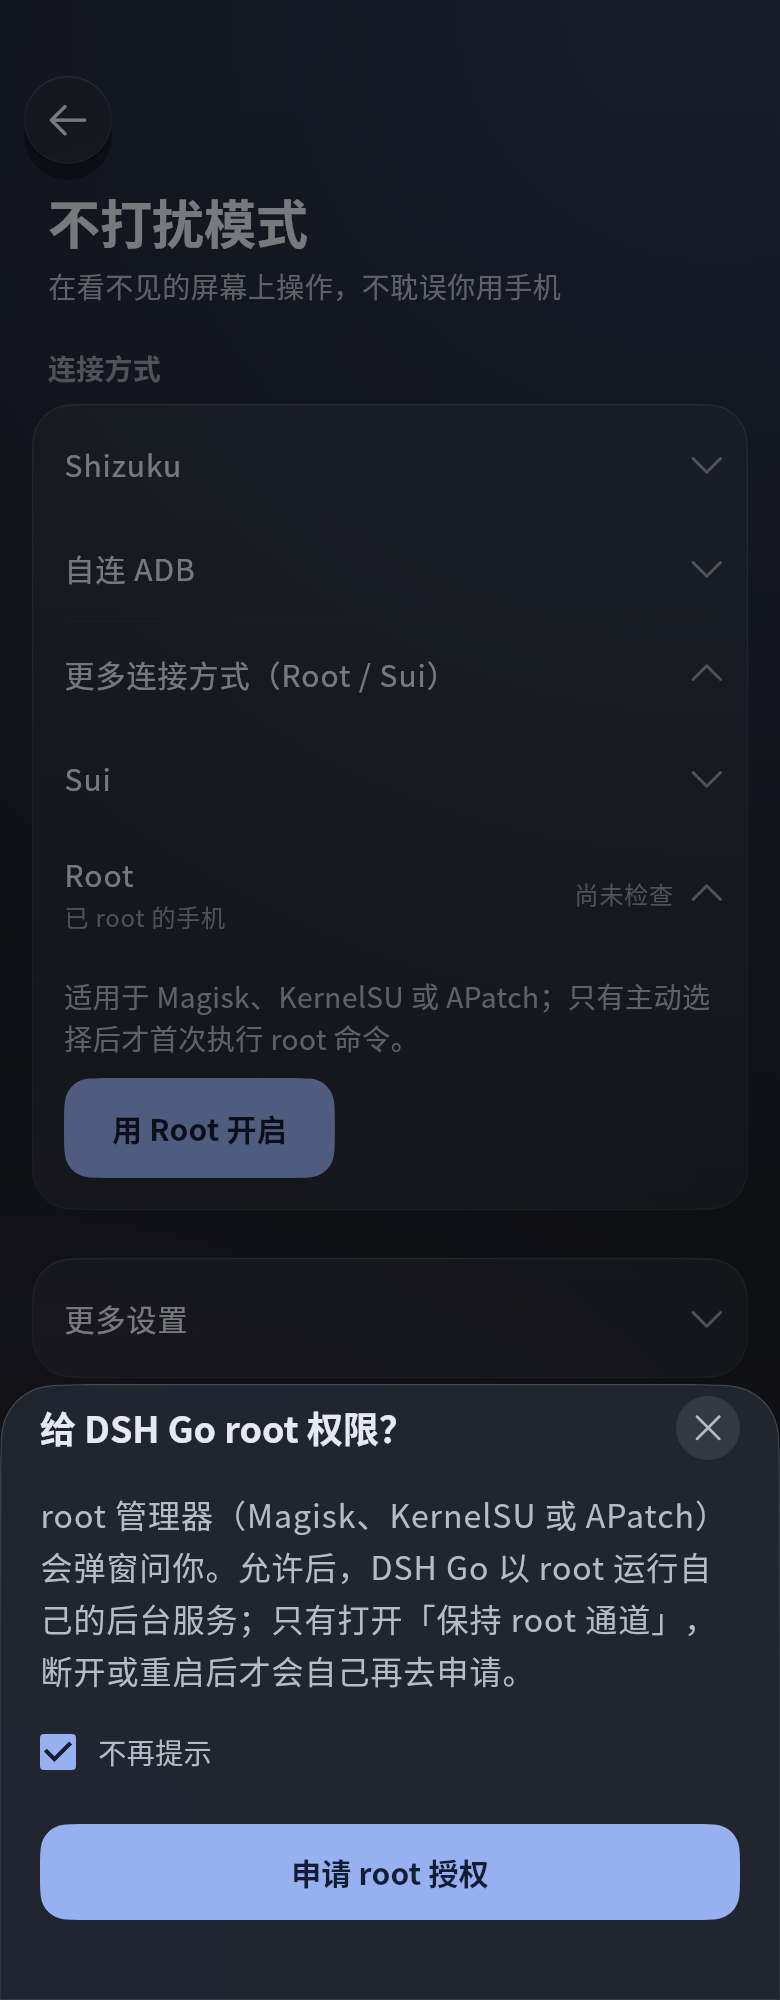 不打扰模式
在看不见的屏幕上操作，不耽误你用手机
连接方式
Shizuku
自连 ADB
更多连接方式（Root / Sui）
Sui
Root
已 root 的手机
尚未检查
适用于 Magisk、KernelSU 或 APatch；只有主动选
择后才首次执行 root 命令。
用 Root 开启
更多设置
给 DSH Go root 权限？
root 管理器（Magisk、KernelSU 或 APatch）
会弹窗问你。允许后，DSH Go 以 root 运行自
己的后台服务；只有打开「保持 root 通道」，
断开或重启后才会自己再去申请。
不再提示
申请 root 授权